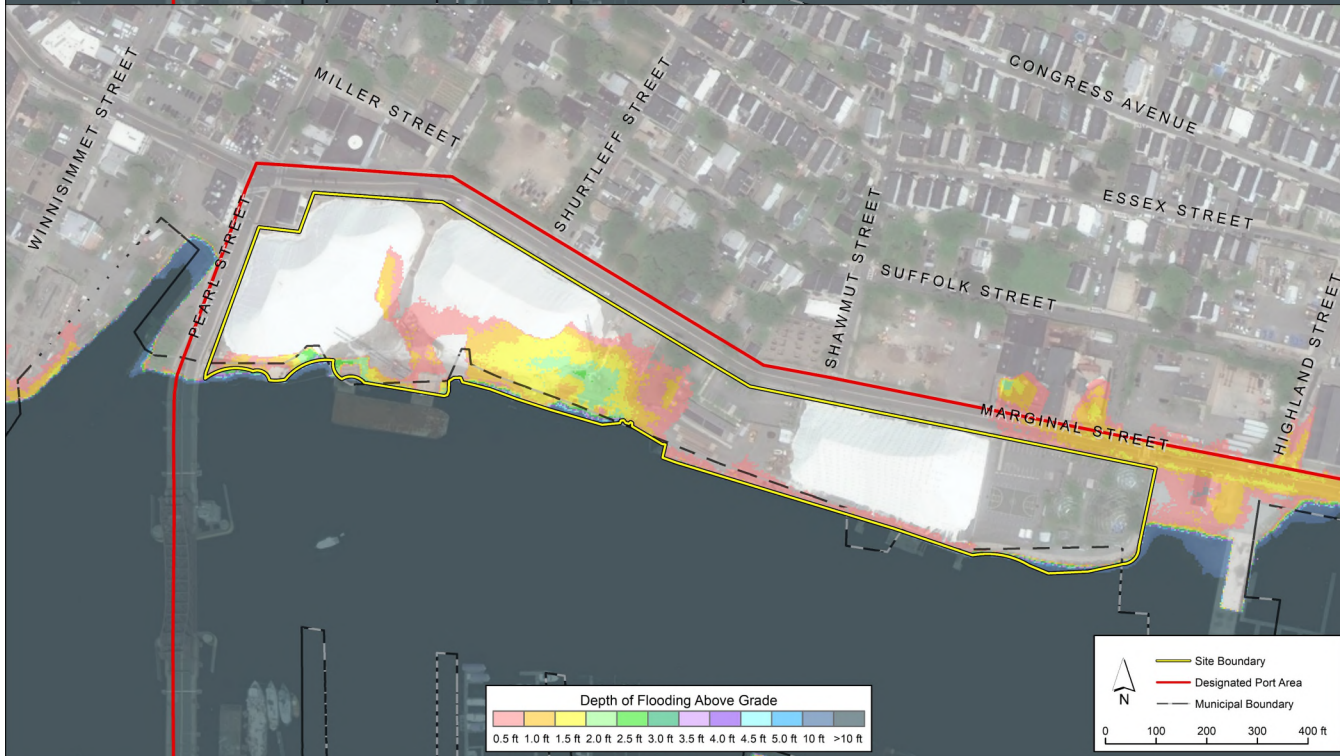 WINNISIMMET STREET
MILLER STREET
PEARL STREET
SHURTLEFF STREET
CONGRESS AVENUE
ESSEX STREET
SHAWMUT STREET
SUFFOLK STREET
HIGHLAND STREET
MARGINAL STREET
Depth of Flooding Above Grade
0.5 ft 1.0 ft 1.5 ft 2.0 ft 2.5 ft 3.0 ft 3.5 ft 4.0 ft 4.5 ft 5.0 ft 10 ft >10 ft
N
Site Boundary
Designated Port Area
Municipal Boundary
0 100 200 300 400 ft